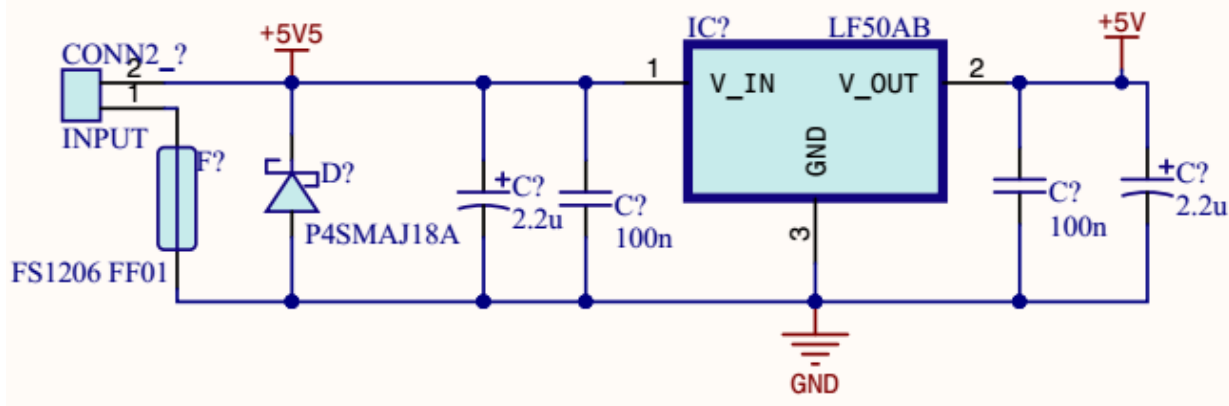 CONN2_?
2
1
INPUT
F?
FS1206 FF01
+5V5
D?
P4SMAJ18A
+
C?
2.2u
C?
100n
IC?
LF50AB
1
V_IN
V_OUT
2
GND
3
GND
+5V
C?
100n
+
C?
2.2u